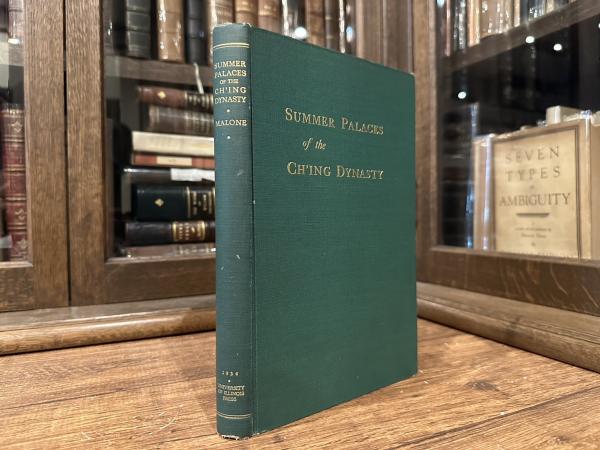 SUMMER
PALACES
OF THE
CH'ING
DYNASTY
MALONE
1934
UNIVERSITY
OF ILLINOIS
PRESS
SUMMER PALACES
of the
CH'ING DYNASTY
SEVEN
TYPES
OF
AMBIGUITY